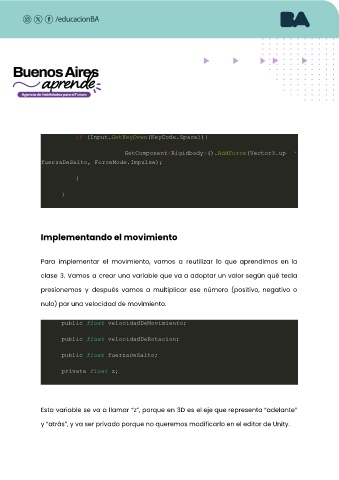 /educacionBA
BA
Buenos Aires
aprende
Agencia de Habilidades para el Futuro
if (Input.GetKeyDown(KeyCode.Space)){
GetComponent<Rigidbody>().AddForce(Vector3.up *
fuerzaDeSalto, ForceMode.Impulse);
}
}
Implementando el movimiento
Para implementar el movimiento, vamos a reutilizar lo que aprendimos en la
clase 3. Vamos a crear una variable que va a adoptar un valor según qué tecla
presionemos y después vamos a multiplicar ese número (positivo, negativo o
nulo) por una velocidad de movimiento.
public float velocidadDeMovimiento;
public float velocidadDeRotacion;
public float fuerzaDeSalto;
private float z;
Esta variable se va a llamar “z”, porque en 3D es el eje que representa “adelante”
y “atrás”, y va ser privado porque no queremos modificarlo en el editor de Unity.